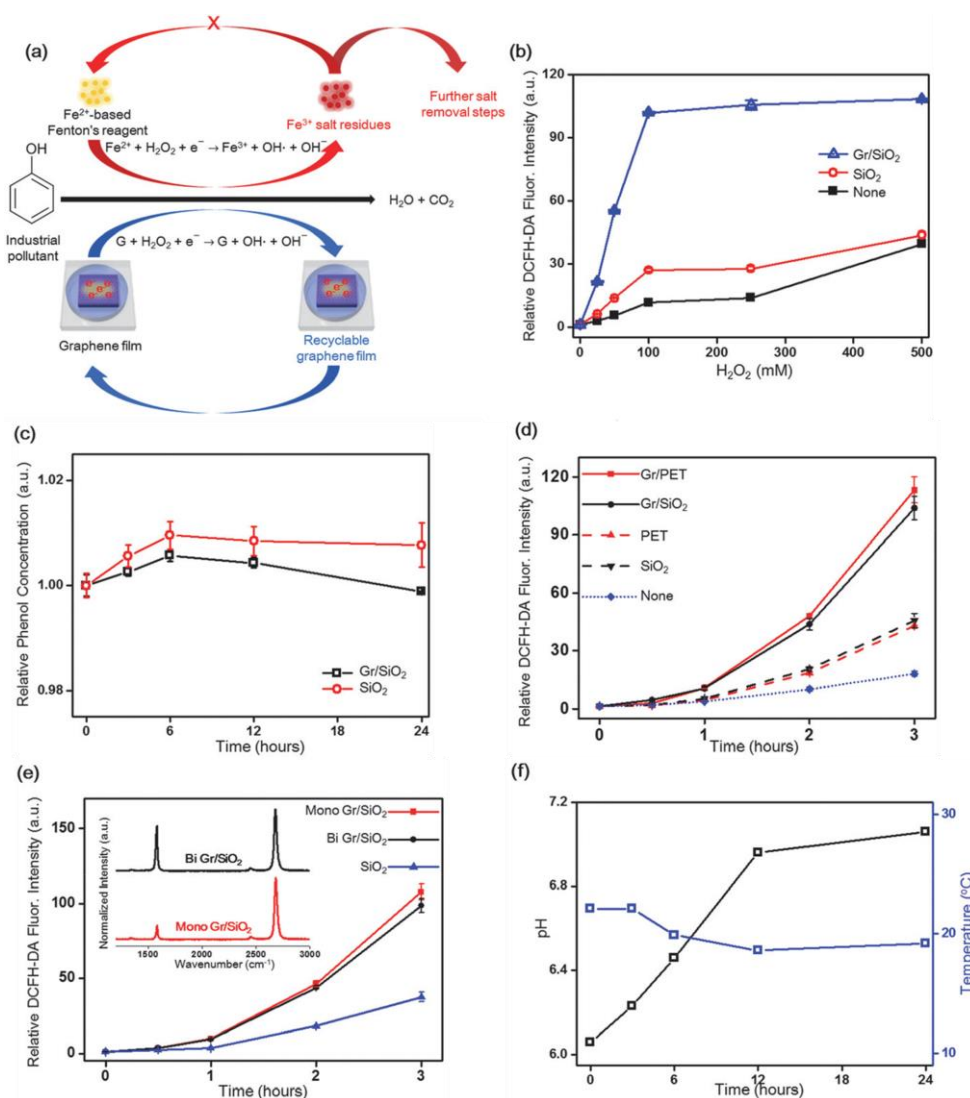 (a)
X
Fe²⁺-based
Fenton's reagent
Fe³⁺ salt residues
Further salt
removal steps
Fe²⁺ + H₂O₂ + e⁻ → Fe³⁺ + OH· + OH⁻
OH
Industrial
pollutant
H₂O + CO₂
G + H₂O₂ + e⁻ → G + OH· + OH⁻
e⁻ e⁻ e⁻ e⁻ e⁻
e⁻ e⁻ e⁻ e⁻ e⁻
Graphene film
Recyclable
graphene film
(b)
Relative DCFH-DA Fluor. Intensity (a.u.)
120
90
60
30
0
Gr/SiO₂
SiO₂
None
0 100 200 300 400 500
H₂O₂ (mM)
(c)
Relative Phenol Concentration (a.u.)
1.02
1.00
0.98
Gr/SiO₂
SiO₂
0 6 12 18 24
Time (hours)
(d)
Relative DCFH-DA Fluor. Intensity (a.u.)
120
90
60
30
0
Gr/PET
Gr/SiO₂
PET
SiO₂
None
0 1 2 3
Time (hours)
(e)
Relative DCFH-DA Fluor. Intensity (a.u.)
150
100
50
0
Mono Gr/SiO₂
Bi Gr/SiO₂
SiO₂
Normalized Intensity (a.u.)
Bi Gr/SiO₂
Mono Gr/SiO₂
1500 2000 2500 3000
Wavenumber (cm⁻¹)
0 1 2 3
Time (hours)
(f)
pH
7.2
6.8
6.4
6.0
30
20
10
Temperature (°C)
0 6 12 18 24
Time (hours)